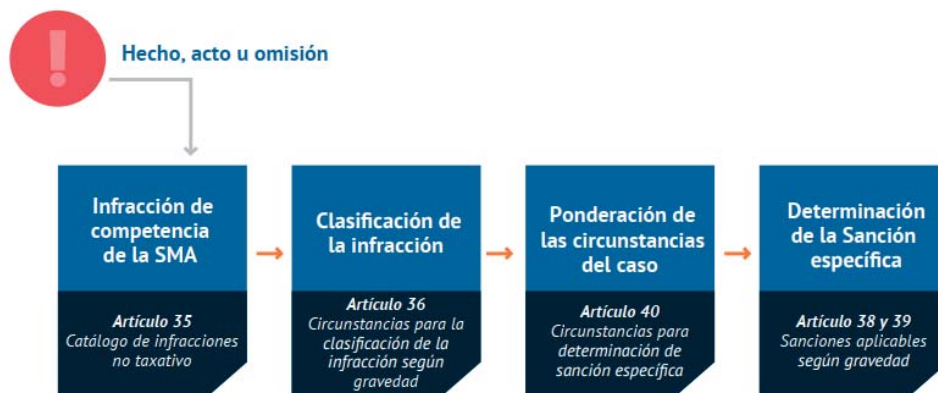 Hecho, acto u omisión
Infracción de
competencia
de la SMA
Artículo 35
Catálogo de infracciones
no taxativo
Clasificación de
la infracción
Artículo 36
Circunstancias para la
clasificación de la
infracción según
gravedad
Ponderación de
las circunstancias
del caso
Artículo 40
Circunstancias para
determinación de
sanción específica
Determinación
de la Sanción
específica
Artículo 38 y 39
Sanciones aplicables
según gravedad